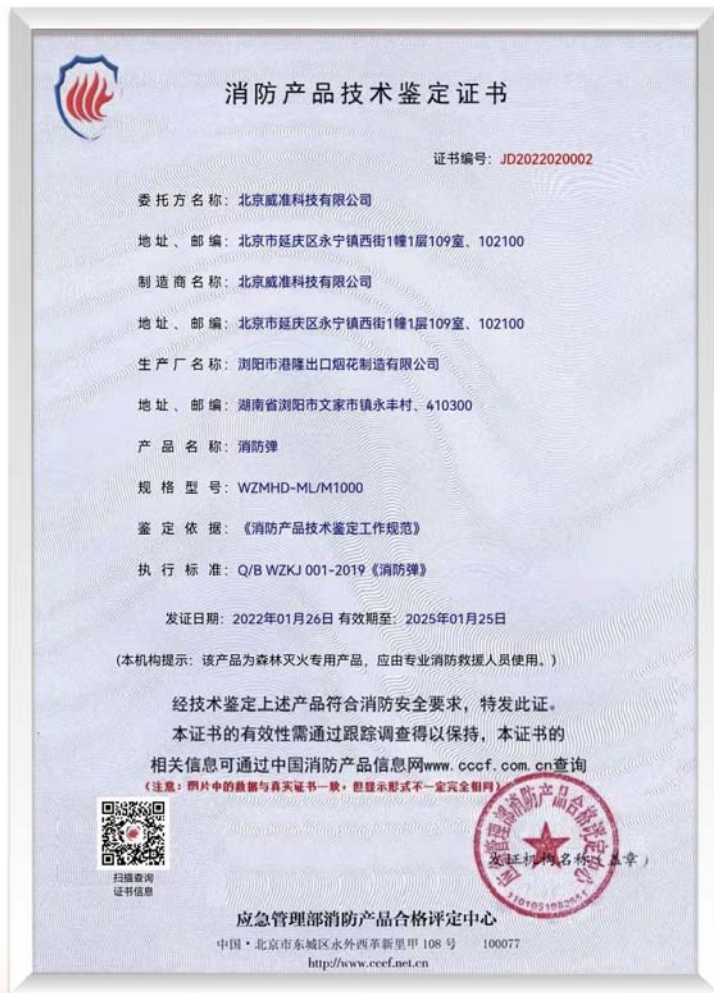 消防产品技术鉴定证书
证书编号：JD2022020002
委托方名称：北京威准科技有限公司
地址、邮编：北京市延庆区永宁镇西街1幢1层109室、102100
制造商名称：北京威准科技有限公司
地址、邮编：北京市延庆区永宁镇西街1幢1层109室、102100
生产厂名称：浏阳市港隆出口烟花制造有限公司
地址、邮编：湖南省浏阳市文家市镇永丰村、410300
产品名称：消防弹
规格型号：WZMHD-ML/M1000
鉴定依据：《消防产品技术鉴定工作规范》
执行标准：Q/B WZKJ 001-2019《消防弹》
发证日期：2022年01月26日 有效期至：2025年01月25日
（本机构提示：该产品为森林灭火专用产品，应由专业消防救援人员使用。）
经技术鉴定上述产品符合消防安全要求，特发此证。
本证书的有效性需通过跟踪调查得以保持，本证书的
相关信息可通过中国消防产品信息网www.cccf.com.cn查询
（注意：图片中的数据与真实证书一致，但显示形式不一定完全相同）
应急管理部消防产品合格评定中心
发证机构名称（盖章）
扫描查询
证书信息
应急管理部消防产品合格评定中心
中国·北京市东城区永外西革新里甲108号 100077
http://www.cccf.net.cn